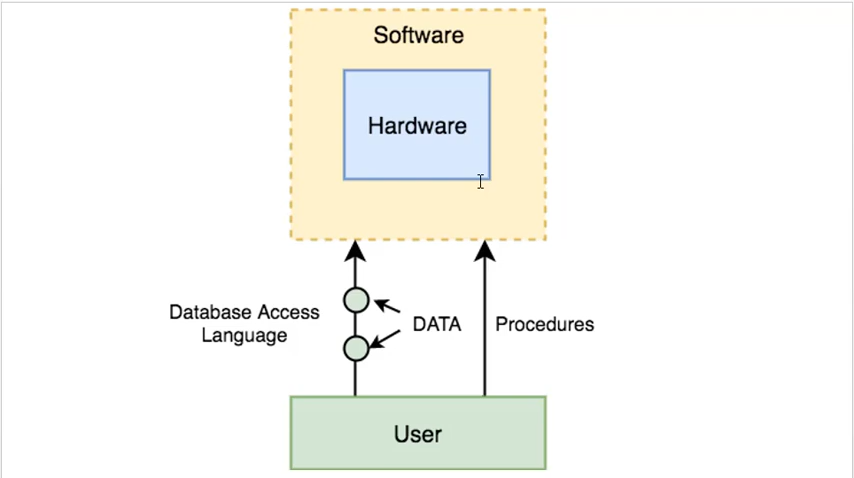 Software
Hardware
Database Access
Language
DATA
Procedures
User